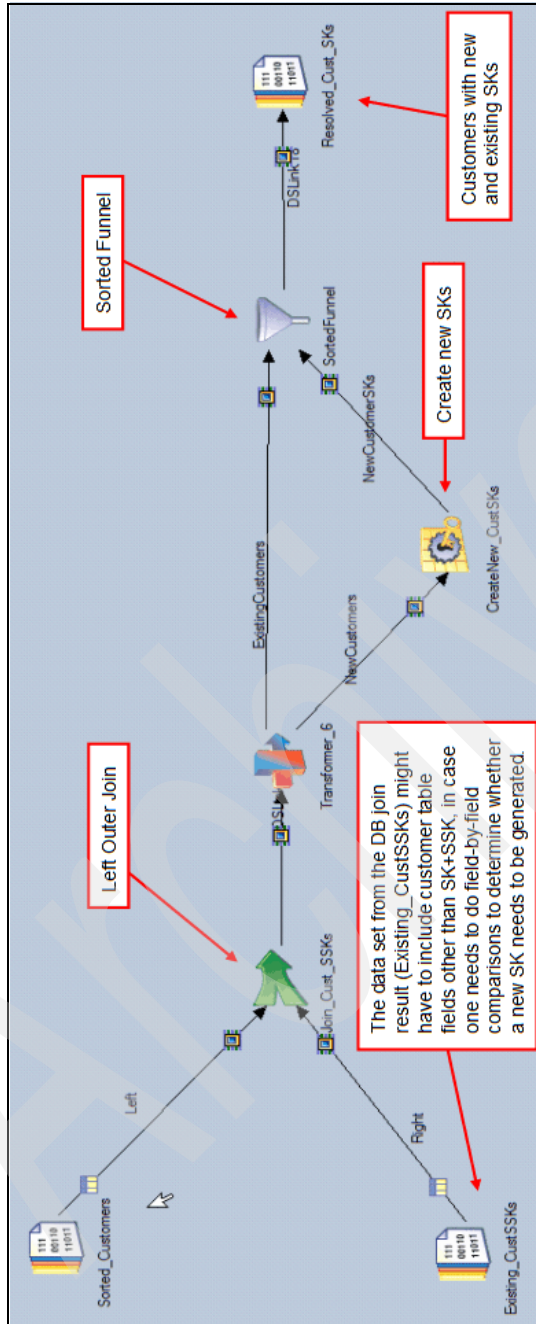 Sorted_Customers
Left
Existing_CustSSKs
Right
Left Outer Join
Join_Cust_SSKs
The data set from the DB join
result (Existing_CustSSKs) might
have to include customer table
fields other than SK+SSK, in case
one needs to do field-by-field
comparisons to determine whether
a new SK needs to be generated.
Transformer_6
ExistingCustomers
NewCustomers
CreateNew_CustSKs
Create new SKs
NewCustomerSKs
Sorted Funnel
SortedFunnel
Resolved_Cust_SKs
Customers with new
and existing SKs